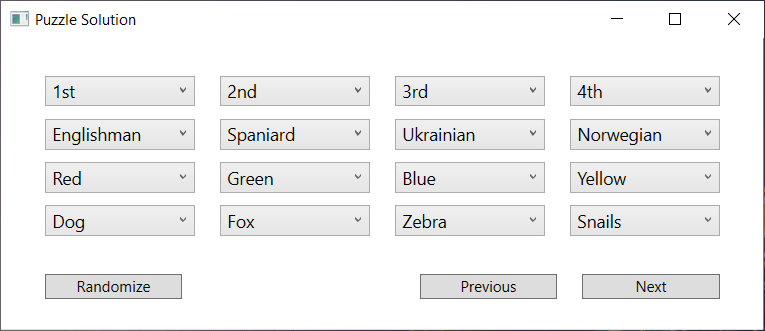 Puzzle Solution
1st 2nd 3rd 4th
Englishman Spaniard Ukrainian Norwegian
Red Green Blue Yellow
Dog Fox Zebra Snails
Randomize Previous Next